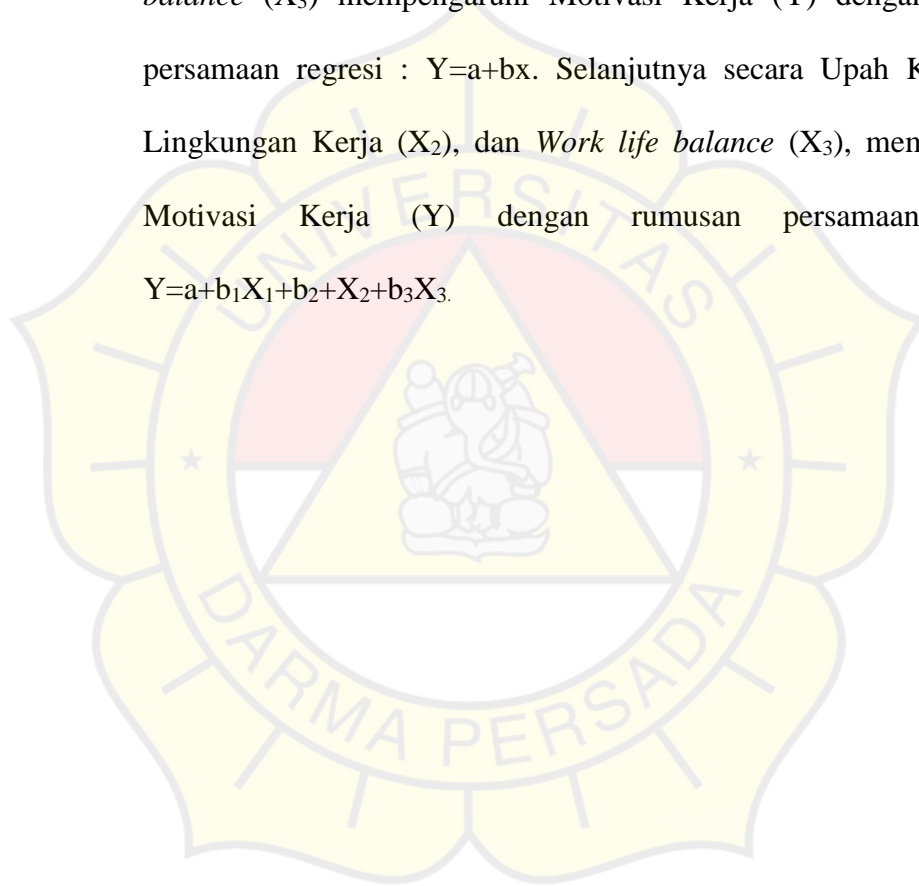 balance (X₃) mempengaruhi Motivasi Kerja (Y) dengan
persamaan regresi : Y=a+bx. Selanjutnya secara Upah K
Lingkungan Kerja (X₂), dan Work life balance (X₃), mem
Motivasi Kerja (Y) dengan rumusan persamaan
Y=a+b₁X₁+b₂+X₂+b₃X₃.
UNIVERSITAS
DARMA PERSADA